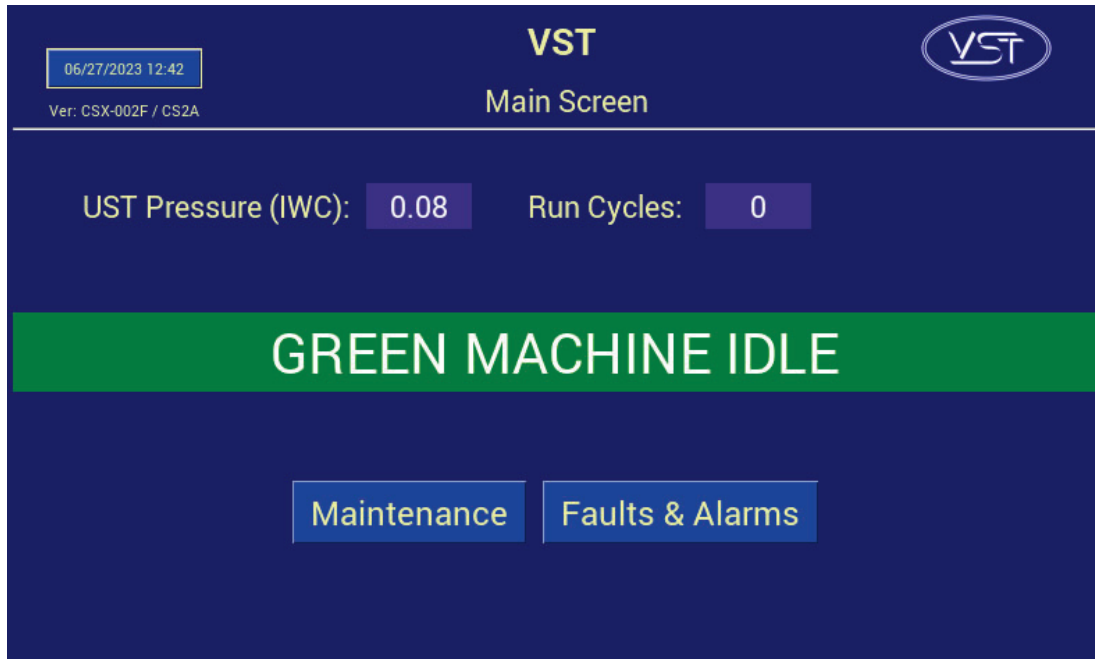 VST
VST
06/27/2023 12:42
Main Screen
Ver: CSX-002F / CS2A
UST Pressure (IWC): 0.08 Run Cycles: 0
GREEN MACHINE IDLE
Maintenance Faults & Alarms